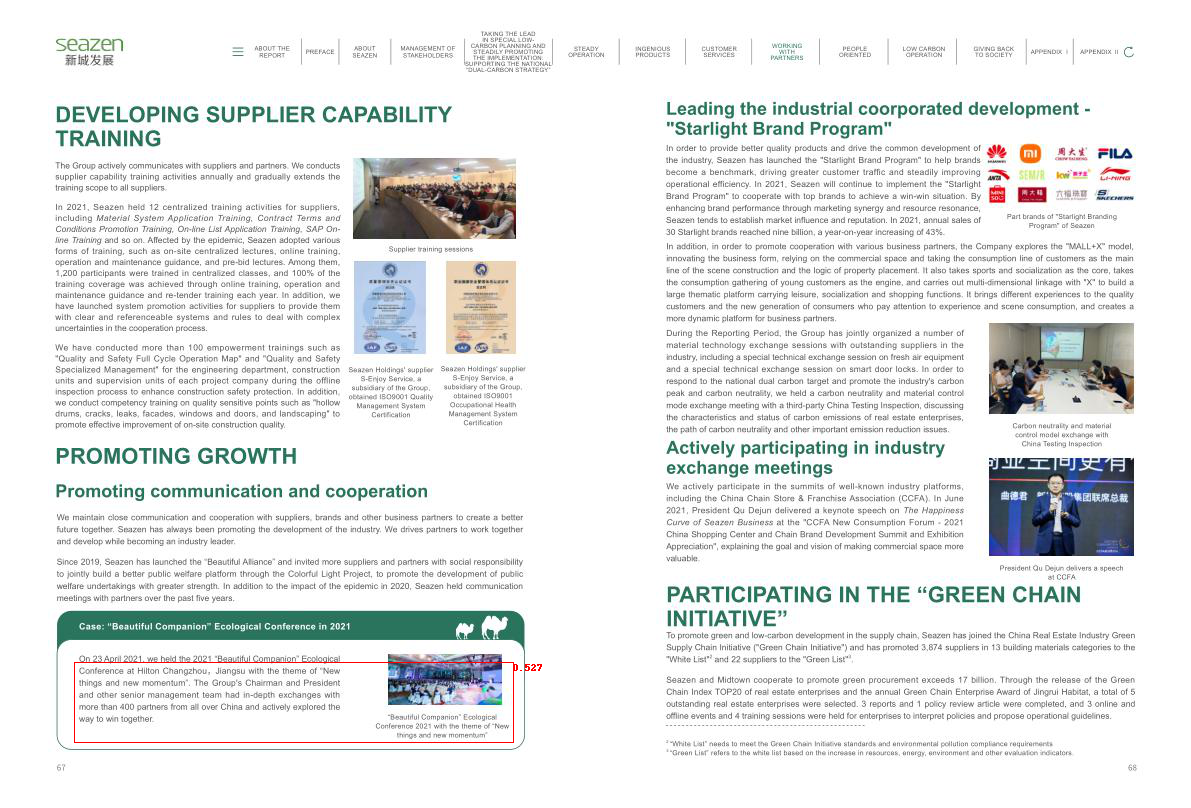 seazen
新城发展
ABOUT THE
REPORT
PREFACE
ABOUT
SEAZEN
MANAGEMENT OF
STAKEHOLDERS
TAKING THE LEAD
IN SPECIAL LOW-
CARBON PLANNING AND
STEADILY PROMOTING
THE IMPLEMENTATION:
SUPPORTING THE NATIONAL
"DUAL-CARBON STRATEGY"
STEADY
OPERATION
INGENIOUS
PRODUCTS
CUSTOMER
SERVICES
WORKING
WITH
PARTNERS
PEOPLE
ORIENTED
LOW CARBON
OPERATION
GIVING BACK
TO SOCIETY
APPENDIX I
APPENDIX II
DEVELOPING SUPPLIER CAPABILITY
TRAINING
The Group actively communicates with suppliers and partners. We conducts
supplier capability training activities annually and gradually extends the
training scope to all suppliers.
In 2021, Seazen held 12 centralized training activities for suppliers,
including Material System Application Training, Contract Terms and
Conditions Promotion Training, On-line List Application Training, SAP On-
line Training and so on. Affected by the epidemic, Seazen adopted various
forms of training, such as on-site centralized lectures, online training,
operation and maintenance guidance, and pre-bid lectures. Among them,
1,200 participants were trained in centralized classes, and 100% of the
training coverage was achieved through online training, operation and
maintenance guidance and re-tender training each year. In addition, we
have launched system promotion activities for suppliers to provide them
with clear and referenceable systems and rules to deal with complex
uncertainties in the cooperation process.
We have conducted more than 100 empowerment trainings such as
"Quality and Safety Full Cycle Operation Map" and "Quality and Safety
Specialized Management" for the engineering department, construction
units and supervision units of each project company during the offline
inspection process to enhance construction safety protection. In addition,
we conduct competency training on quality sensitive points such as "hollow
drums, cracks, leaks, facades, windows and doors, and landscaping" to
promote effective improvement of on-site construction quality.
Supplier training sessions
Seazen Holdings' supplier
S-Enjoy Service, a
subsidiary of the Group,
obtained ISO9001 Quality
Management System
Certification
Seazen Holdings' supplier
S-Enjoy Service, a
subsidiary of the Group,
obtained ISO9001
Occupational Health
Management System
Certification
PROMOTING GROWTH
Promoting communication and cooperation
We maintain close communication and cooperation with suppliers, brands and other business partners to create a better
future together. Seazen has always been promoting the development of the industry. We drives partners to work together
and develop while becoming an industry leader.
Since 2019, Seazen has launched the “Beautiful Alliance” and invited more suppliers and partners with social responsibility
to jointly build a better public welfare platform through the Colorful Light Project, to promote the development of public
welfare undertakings with greater strength. In addition to the impact of the epidemic in 2020, Seazen held communication
meetings with partners over the past five years.
Case: “Beautiful Companion” Ecological Conference in 2021
0.527
On 23 April 2021, we held the 2021 “Beautiful Companion” Ecological
Conference at Hilton Changzhou, Jiangsu with the theme of “New
things and new momentum”. The Group's Chairman and President
and other senior management team had in-depth exchanges with
more than 400 partners from all over China and actively explored the
way to win together.
“Beautiful Companion” Ecological
Conference 2021 with the theme of “New
things and new momentum”
67
Leading the industrial coorporated development -
"Starlight Brand Program"
In order to provide better quality products and drive the common development of
the industry, Seazen has launched the "Starlight Brand Program" to help brands
become a benchmark, driving greater customer traffic and steadily improving
operational efficiency. In 2021, Seazen will continue to implement the "Starlight
Brand Program" to cooperate with top brands to achieve a win-win situation. By
enhancing brand performance through marketing synergy and resource resonance,
Seazen tends to establish market influence and reputation. In 2021, annual sales of
30 Starlight brands reached nine billion, a year-on-year increasing of 43%.
周大生
FILA
ANTA
SEMIR
kw
LI-NING
周大福
六福珠寶
SKECHERS
Part brands of "Starlight Branding
Program" of Seazen
In addition, in order to promote cooperation with various business partners, the Company explores the "MALL+X" model,
innovating the business form, relying on the commercial space and taking the consumption line of customers as the main
line of the scene construction and the logic of property placement. It also takes sports and socialization as the core, takes
the consumption gathering of young customers as the engine, and carries out multi-dimensional linkage with "X" to build a
large thematic platform carrying leisure, socialization and shopping functions. It brings different experiences to the quality
customers and the new generation of consumers who pay attention to experience and scene consumption, and creates a
more dynamic platform for business partners.
During the Reporting Period, the Group has jointly organized a number of
material technology exchange sessions with outstanding suppliers in the
industry, including a special technical exchange session on fresh air equipment
and a special technical exchange session on smart door locks. In order to
respond to the national dual carbon target and promote the industry's carbon
peak and carbon neutrality, we held a carbon neutrality and material control
mode exchange meeting with a third-party China Testing Inspection, discussing
the characteristics and status of carbon emissions of real estate enterprises,
the path of carbon neutrality and other important emission reduction issues.
Carbon neutrality and material
control model exchange with
China Testing Inspection
Actively participating in industry
exchange meetings
We actively participate in the summits of well-known industry platforms,
including the China Chain Store & Franchise Association (CCFA). In June
2021, President Qu Dejun delivered a keynote speech on The Happiness
Curve of Seazen Business at the "CCFA New Consumption Forum - 2021
China Shopping Center and Chain Brand Development Summit and Exhibition
Appreciation", explaining the goal and vision of making commercial space more
valuable.
曲德君
集团联席总裁
President Qu Dejun delivers a speech
at CCFA
PARTICIPATING IN THE “GREEN CHAIN
INITIATIVE”
To promote green and low-carbon development in the supply chain, Seazen has joined the China Real Estate Industry Green
Supply Chain Initiative ("Green Chain Initiative") and has promoted 3,874 suppliers in 13 building materials categories to the
"White List"2 and 22 suppliers to the "Green List"3.
Seazen and Midtown cooperate to promote green procurement exceeds 17 billion. Through the release of the Green
Chain Index TOP20 of real estate enterprises and the annual Green Chain Enterprise Award of Jingrui Habitat, a total of 5
outstanding real estate enterprises were selected. 3 reports and 1 policy review article were completed, and 3 online and
offline events and 4 training sessions were held for enterprises to interpret policies and propose operational guidelines.
2 "White List" needs to meet the Green Chain Initiative standards and environmental pollution compliance requirements
3 "Green List" refers to the white list based on the increase in resources, energy, environment and other evaluation indicators.
68